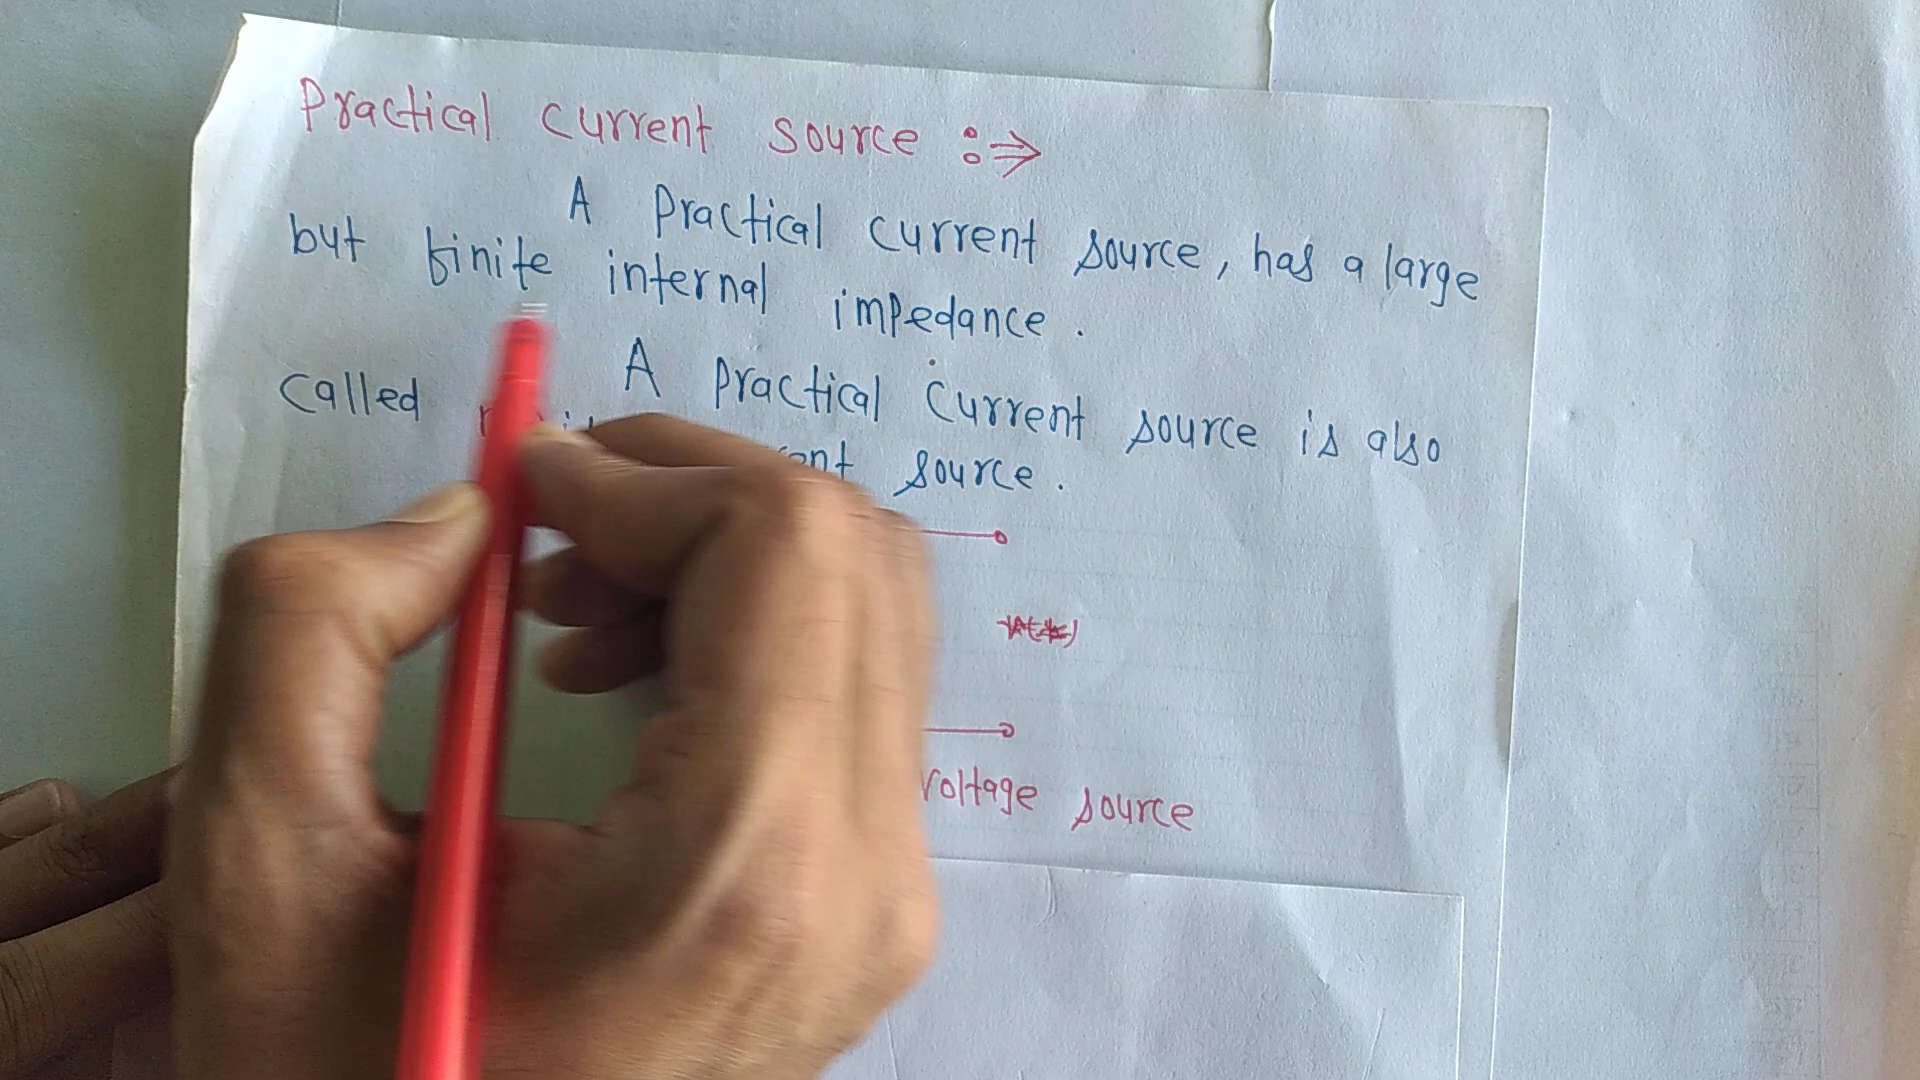 Practical current source :⇒
A practical current source, has a large
but finite internal impedance.
A practical current source is also
called
source.
voltage source